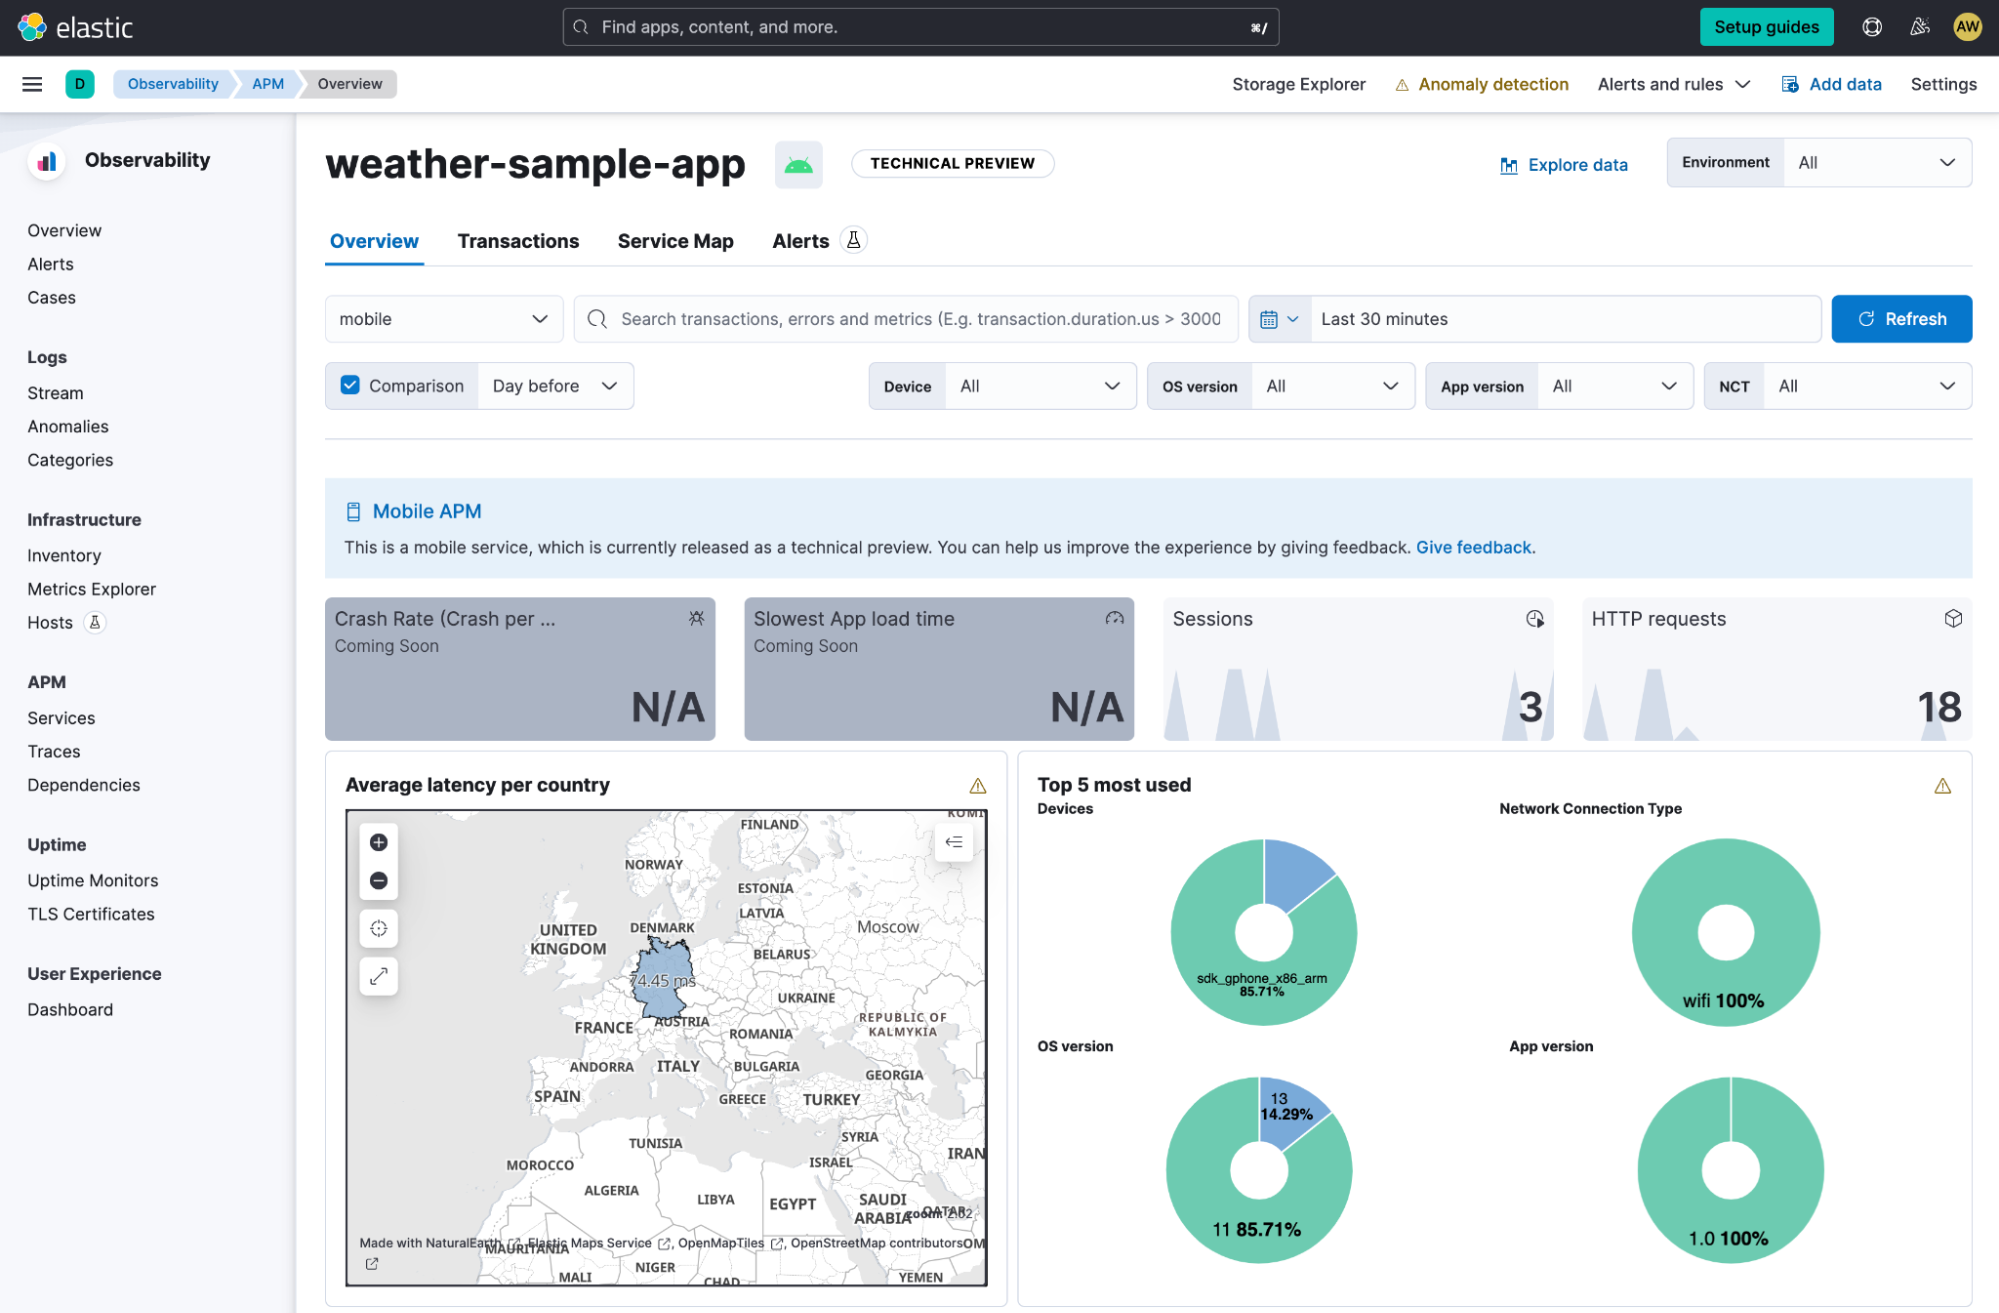 elastic
Find apps, content, and more.
⌘/
Setup guides
AW
D
Observability
APM
Overview
Storage Explorer
Anomaly detection
Alerts and rules
Add data
Settings
Observability
Overview
Alerts
Cases
Logs
Stream
Anomalies
Categories
Infrastructure
Inventory
Metrics Explorer
Hosts
APM
Services
Traces
Dependencies
Uptime
Uptime Monitors
TLS Certificates
User Experience
Dashboard
weather-sample-app
TECHNICAL PREVIEW
Explore data
Environment
All
Overview
Transactions
Service Map
Alerts
mobile
Search transactions, errors and metrics (E.g. transaction.duration.us > 3000
Last 30 minutes
Refresh
Comparison
Day before
Device
All
OS version
All
App version
All
NCT
All
Mobile APM
This is a mobile service, which is currently released as a technical preview. You can help us improve the experience by giving feedback. Give feedback.
Crash Rate (Crash per ...
Coming Soon
N/A
Slowest App load time
Coming Soon
N/A
Sessions
3
HTTP requests
18
Average latency per country
KOMI
FINLAND
NORWAY
ESTONIA
LATVIA
UNITED
KINGDOM
DENMARK
Moscow
BELARUS
74.45 ms
UKRAINE
FRANCE
AUSTRIA
REPUBLIC OF
KALMYKIA
ROMANIA
ANDORRA
ITALY
BULGARIA
GEORGIA
SPAIN
GREECE
TURKEY
TUNISIA
SYRIA
MOROCCO
ISRAEL
IRAN
ALGERIA
LIBYA
EGYPT
SAUDI
ARABIA
QATAR
zoom 2.02
Made with NaturalEarth, Elastic Maps Service, OpenMapTiles, OpenStreetMap contributors
OM
MAURITANIA
MALI
NIGER
CHAD
YEMEN
Top 5 most used
Devices
sdk_gphone_x86_arm
85.71%
Network Connection Type
wifi 100%
OS version
13
14.29%
11 85.71%
App version
1.0 100%